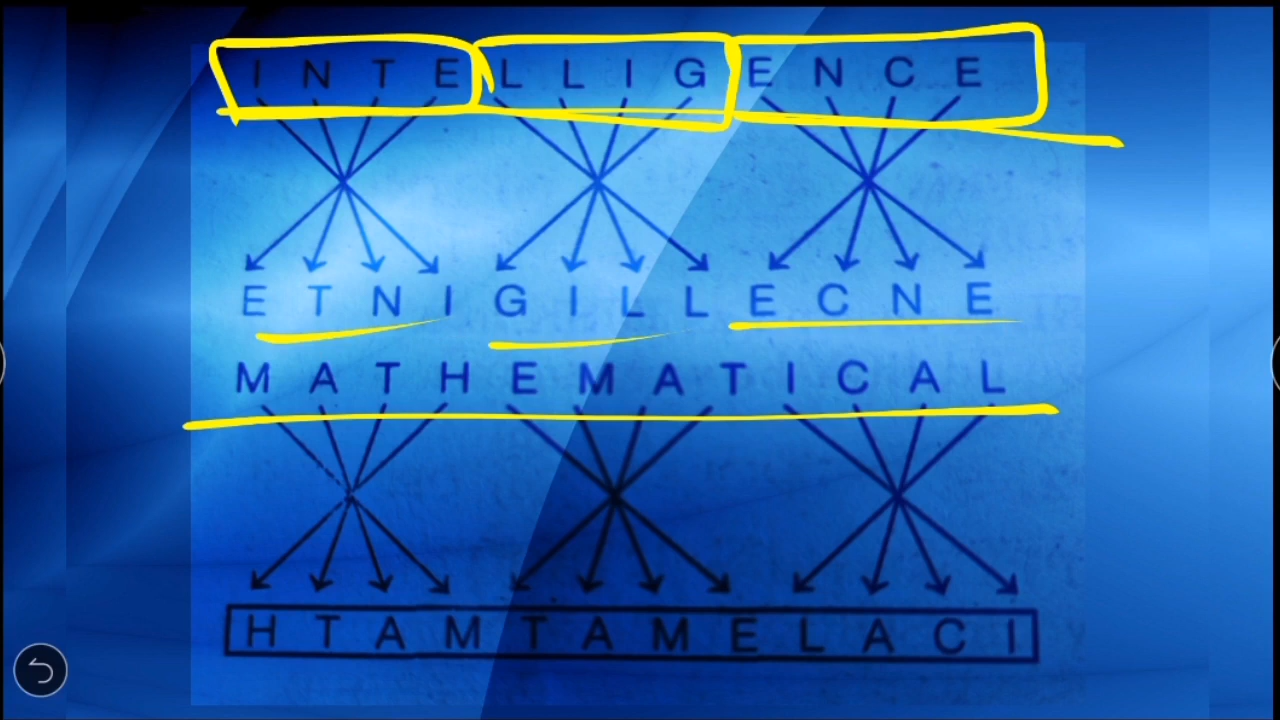 I N T E L L I G E N C E
E T N I G I L L E C N E
M A T H E M A T I C A L
H T A M T A M E L A C I